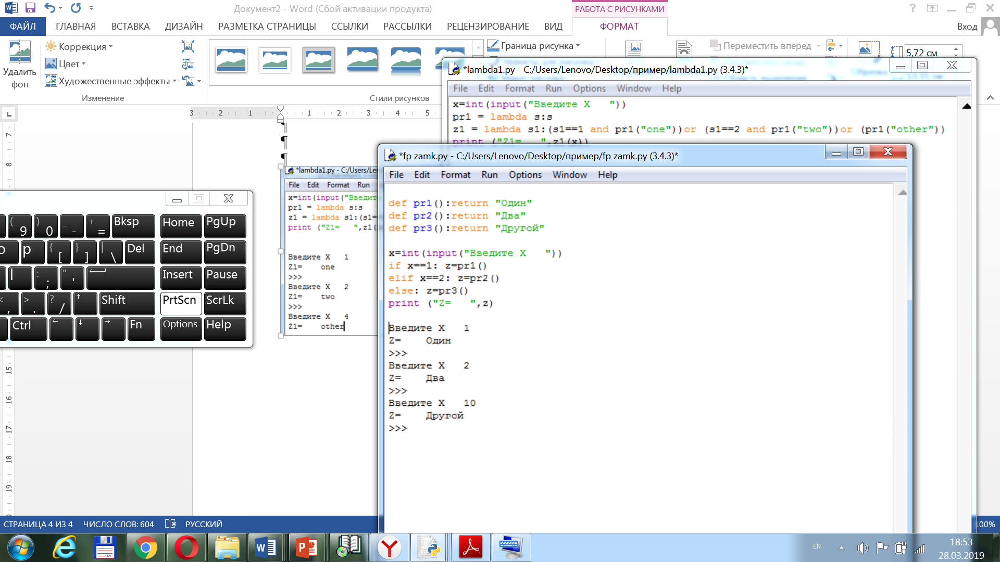 Документ2 - Word (Сбой активации продукта)
РАБОТА С РИСУНКАМИ
ФАЙЛ ГЛАВНАЯ ВСТАВКА ДИЗАЙН РАЗМЕТКА СТРАНИЦЫ ССЫЛКИ РАССЫЛКИ РЕЦЕНЗИРОВАНИЕ ВИД ФОРМАТ Вход
Удалить фон
Коррекция
Цвет
Художественные эффекты
Изменение
Стили рисунков
Граница рисунка
Переместить вперед
5,72 см
*lambda1.py - C:/Users/Lenovo/Desktop/пример/lambda1.py (3.4.3)*
File Edit Format Run Options Window Help
x=int(input("Введите X   "))
pr1 = lambda s:s
z1 = lambda s1:(s1==1 and pr1("one"))or (s1==2 and pr1("two"))or (pr1("other"))
print ("Z1=   ",z1(x))
3 2 1 1 2 3 4 5
7
8
15
16
17
18
19
*lambda1.py - C:/Users/Le
File Edit Format Run
x=int(input("Введите
pr1 = lambda s:s
z1 = lambda s1:(s1=
print ("Z1=   ",z1(
Введите X   1
Z1=    one
>>>
Введите X   2
Z1=    two
>>>
Введите X   4
Z1=    other
*fp zamk.py - C:/Users/Lenovo/Desktop/пример/fp zamk.py (3.4.3)*
File Edit Format Run Options Window Help
def pr1():return "Один"
def pr2():return "Два"
def pr3():return "Другой"
x=int(input("Введите X   "))
if x==1: z=pr1()
elif x==2: z=pr2()
else: z=pr3()
print ("Z=   ",z)
Введите X   1
Z=    Один
>>>
Введите X   2
Z=    Два
>>>
Введите X   10
Z=    Другой
>>>
( 9 ) 0 _ - + = Bksp Home PgUp
o p { [ } ] | \ Del End PgDn
l : ; " ' Insert Pause
< , > . ? / Shift PrtScn ScrLk
Ctrl Fn Options Help
СТРАНИЦА 4 ИЗ 4 ЧИСЛО СЛОВ: 604 РУССКИЙ
100%
EN
18:53
28.03.2019